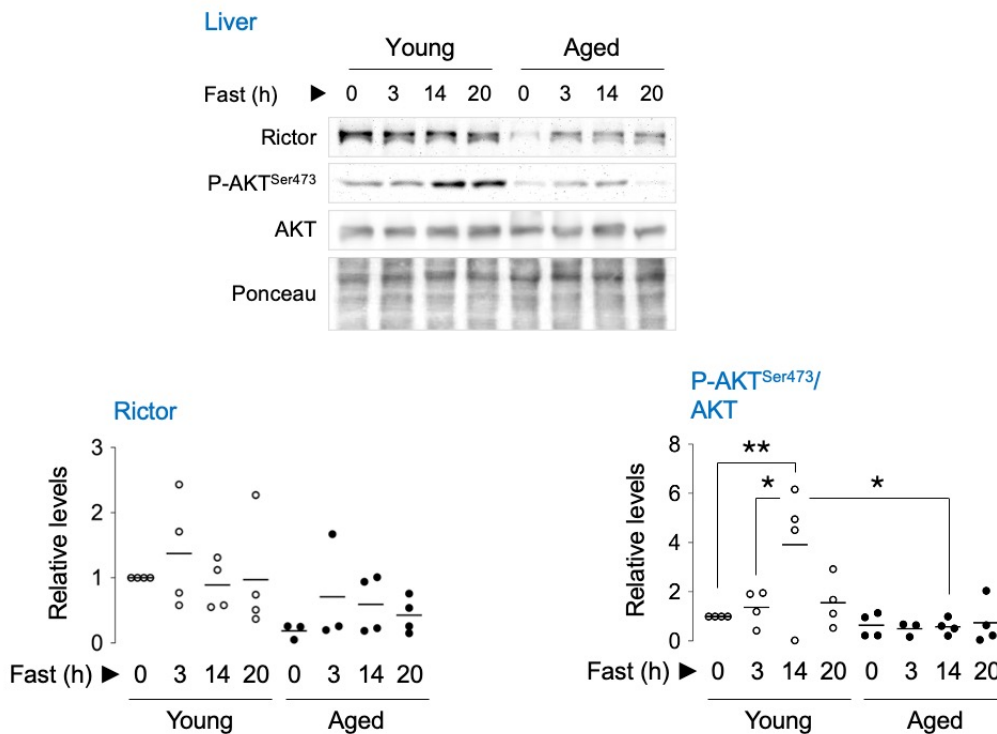 Liver
Young Aged
Fast (h) ► 0 3 14 20 0 3 14 20
Rictor
P-AKTSer473
AKT
Ponceau
Rictor
Relative levels
3
2
1
0
Fast (h) ► 0 3 14 20 0 3 14 20
Young Aged
P-AKTSer473/
AKT
Relative levels
8
6
4
2
0
**
* *
Fast (h) ► 0 3 14 20 0 3 14 20
Young Aged